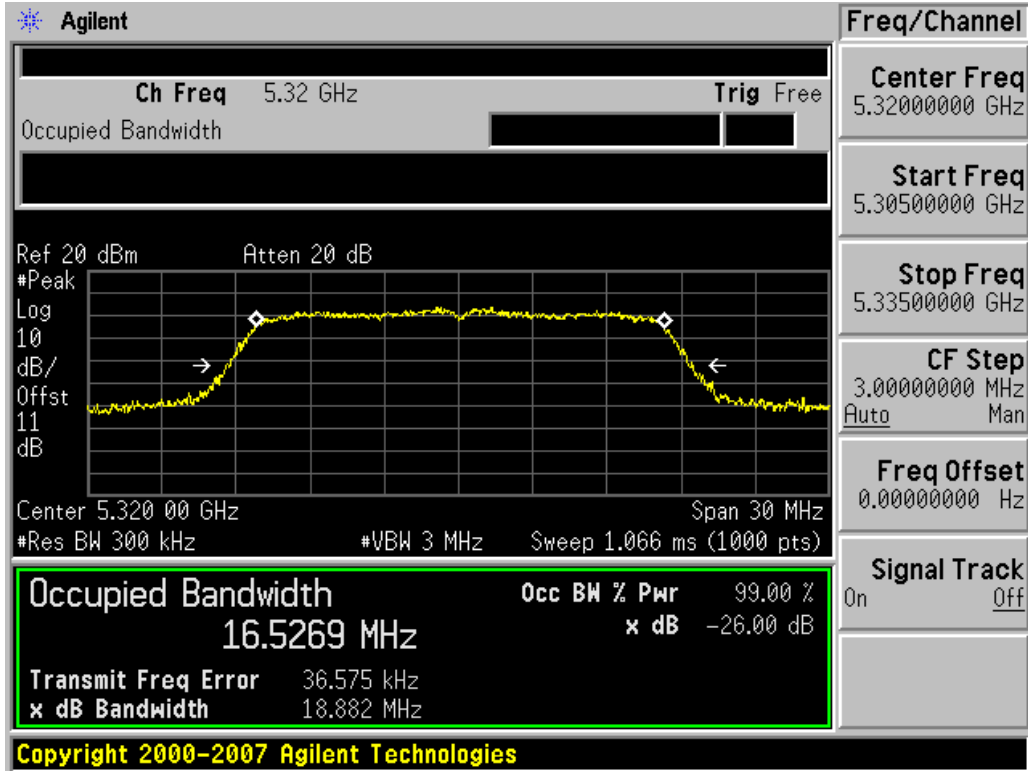 Agilent
Freq/Channel
Ch Freq 5.32 GHz Trig Free
Occupied Bandwidth
Center Freq
5.32000000 GHz
Start Freq
5.30500000 GHz
Stop Freq
5.33500000 GHz
CF Step
3.00000000 MHz
Auto Man
Freq Offset
0.00000000 Hz
Signal Track
On Off
Ref 20 dBm Atten 20 dB
#Peak
Log
10
dB/
Offst
11
dB
Center 5.320 00 GHz Span 30 MHz
#Res BW 300 kHz #VBW 3 MHz Sweep 1.066 ms (1000 pts)
Occupied Bandwidth Occ BW % Pwr 99.00 %
16.5269 MHz x dB -26.00 dB
Transmit Freq Error 36.575 kHz
x dB Bandwidth 18.882 MHz
Copyright 2000-2007 Agilent Technologies